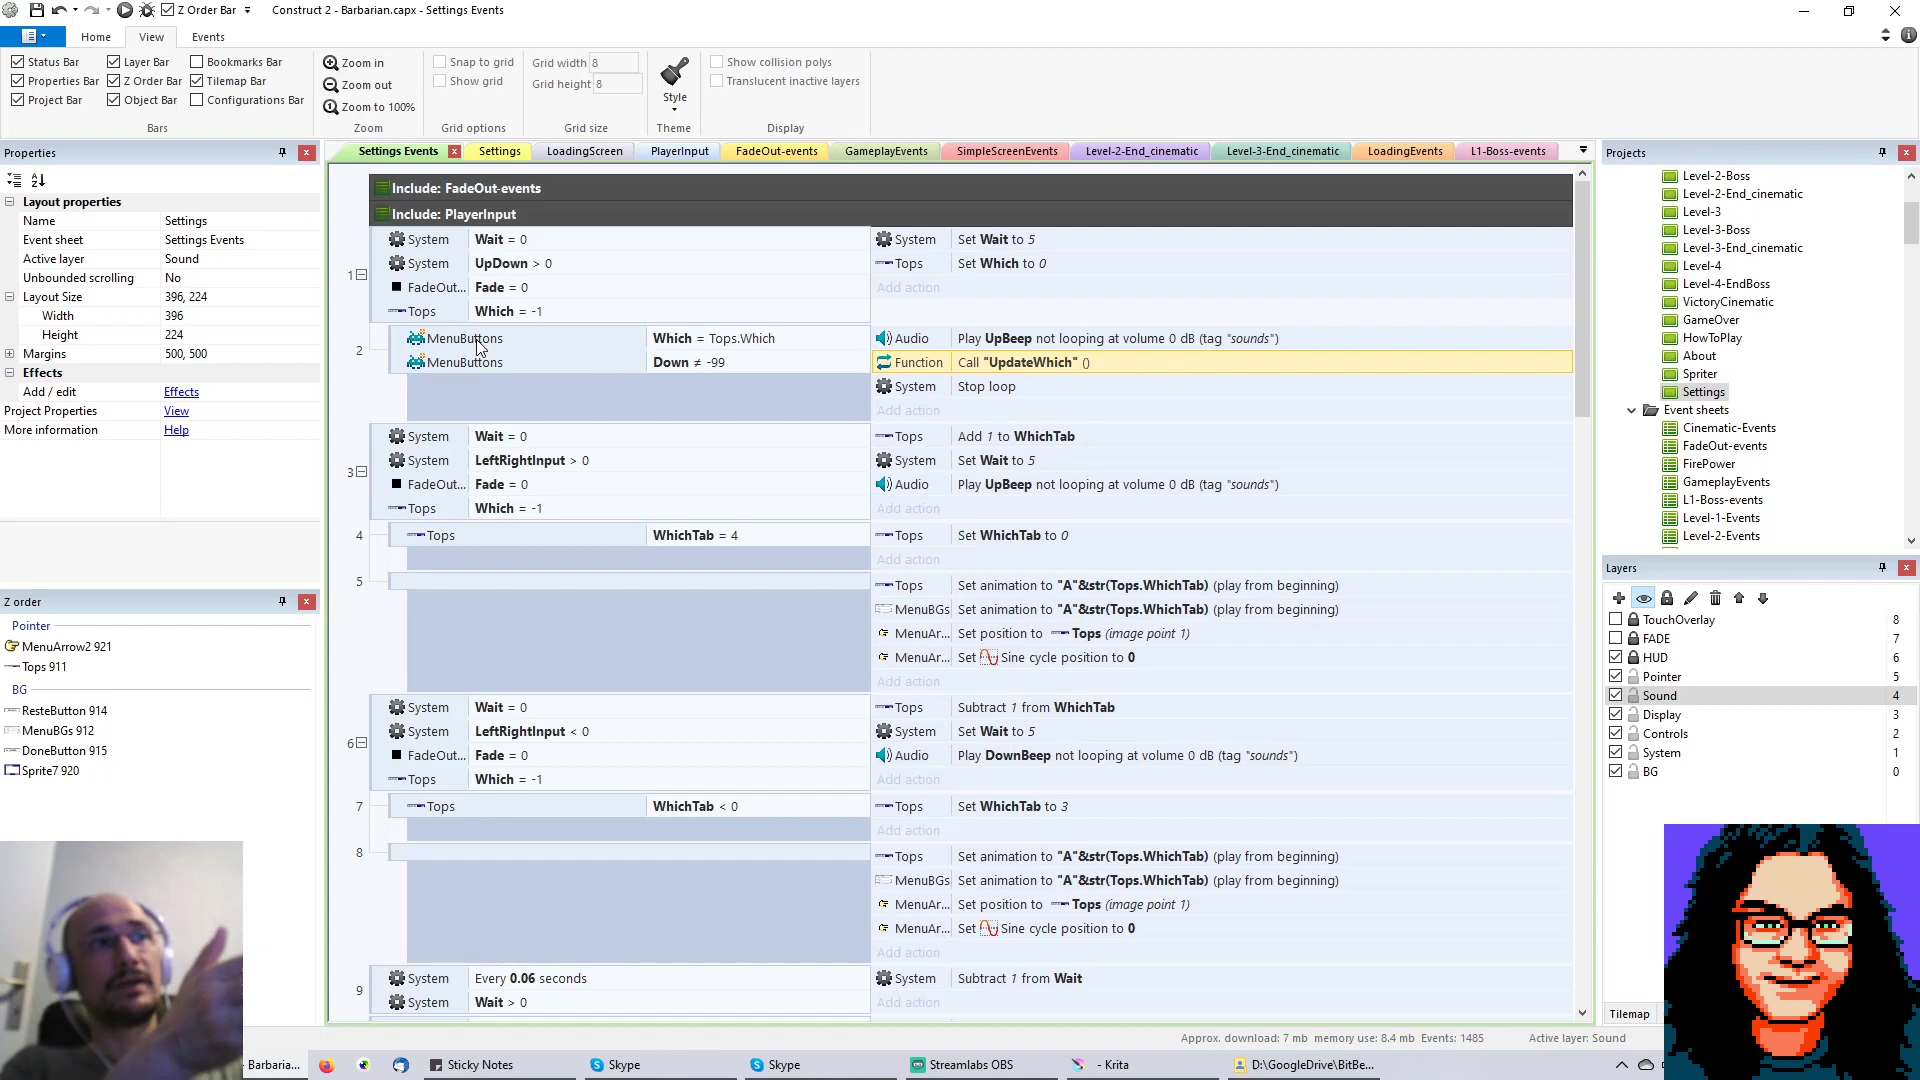 Z Order Bar
Construct 2 - Barbarian.capx - Settings Events
Home View Events
Status Bar Layer Bar Bookmarks Bar
Properties Bar Z Order Bar Tilemap Bar
Project Bar Object Bar Configurations Bar
Bars
Zoom in
Zoom out
Zoom to 100%
Zoom
Snap to grid
Show grid
Grid options
Grid width 8
Grid height 8
Grid size
Style
Theme
Show collision polys
Translucent inactive layers
Display
Properties
Layout properties
Name Settings
Event sheet Settings Events
Active layer Sound
Unbounded scrolling No
Layout Size 396, 224
Width 396
Height 224
Margins 500, 500
Effects
Add / edit Effects
Project Properties View
More information Help
Z order
Pointer
MenuArrow2 921
Tops 911
BG
ResteButton 914
MenuBGs 912
DoneButton 915
Sprite7 920
Settings Events Settings LoadingScreen PlayerInput FadeOut-events GameplayEvents SimpleScreenEvents Level-2-End_cinematic Level-3-End_cinematic LoadingEvents L1-Boss-events
Include: FadeOut-events
Include: PlayerInput
1
System Wait = 0 System Set Wait to 5
System UpDown > 0 Tops Set Which to 0
FadeOut... Fade = 0 Add action
Tops Which = -1
2
MenuButtons Which = Tops.Which Audio Play UpBeep not looping at volume 0 dB (tag "sounds")
MenuButtons Down ≠ -99 Function Call "UpdateWhich" ()
System Stop loop
Add action
3
System Wait = 0 Tops Add 1 to WhichTab
System LeftRightInput > 0 System Set Wait to 5
FadeOut... Fade = 0 Audio Play UpBeep not looping at volume 0 dB (tag "sounds")
Tops Which = -1 Add action
4 Tops WhichTab = 4 Tops Set WhichTab to 0
Add action
5 Tops Set animation to "A"&str(Tops.WhichTab) (play from beginning)
MenuBGs Set animation to "A"&str(Tops.WhichTab) (play from beginning)
MenuAr... Set position to Tops (image point 1)
MenuAr... Set Sine cycle position to 0
Add action
6
System Wait = 0 Tops Subtract 1 from WhichTab
System LeftRightInput < 0 System Set Wait to 5
FadeOut... Fade = 0 Audio Play DownBeep not looping at volume 0 dB (tag "sounds")
Tops Which = -1 Add action
7 Tops WhichTab < 0 Tops Set WhichTab to 3
Add action
8 Tops Set animation to "A"&str(Tops.WhichTab) (play from beginning)
MenuBGs Set animation to "A"&str(Tops.WhichTab) (play from beginning)
MenuAr... Set position to Tops (image point 1)
MenuAr... Set Sine cycle position to 0
Add action
9
System Every 0.06 seconds System Subtract 1 from Wait
System Wait > 0 Add action
Projects
Level-2-Boss
Level-2-End_cinematic
Level-3
Level-3-Boss
Level-3-End_cinematic
Level-4
Level-4-EndBoss
VictoryCinematic
GameOver
HowToPlay
About
Spriter
Settings
Event sheets
Cinematic-Events
FadeOut-events
FirePower
GameplayEvents
L1-Boss-events
Level-1-Events
Level-2-Events
Layers
TouchOverlay 8
FADE 7
HUD 6
Pointer 5
Sound 4
Display 3
Controls 2
System 1
BG 0
Tilemap
Approx. download: 7 mb memory use: 8.4 mb Events: 1485 Active layer: Sound
Barbaria... Sticky Notes Skype Skype Streamlabs OBS - Krita D:\GoogleDrive\BitBe...